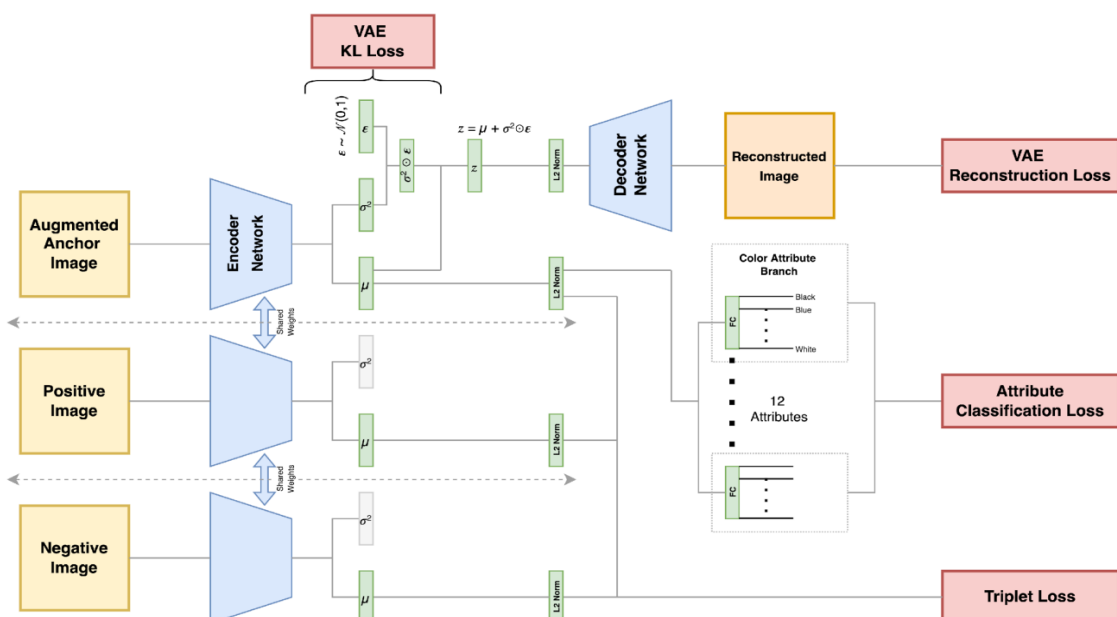 VAE
KL Loss
ε ~ 𝒩(0,1)
ε
σ² ⊙ ε
z = μ + σ²⊙ε
z
L2 Norm
Decoder
Network
Reconstructed
Image
VAE
Reconstruction Loss
Augmented
Anchor
Image
Encoder
Network
σ²
μ
L2 Norm
Color Attribute
Branch
FC
Black
Blue
White
Shared
Weights
Positive
Image
σ²
μ
L2 Norm
12
Attributes
Attribute
Classification Loss
Shared
Weights
FC
Negative
Image
σ²
μ
L2 Norm
Triplet Loss